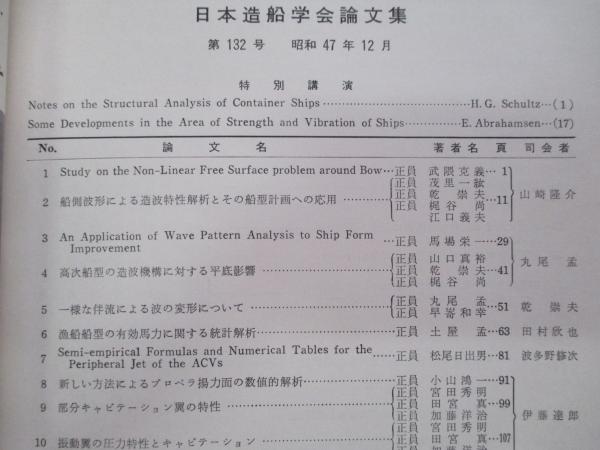 日本造船学会論文集
第 132 号 昭和 47 年 12 月
特別講演
Notes on the Structural Analysis of Container Ships ………… H. G. Schultz…(1)
Some Developments in the Area of Strength and Vibration of Ships………… E. Abrahamsen…(17)
No. 論文名 著者名 頁 司会者
1 Study on the Non-Linear Free Surface problem around Bow…正員 武隈克義… 1
2 船側波形による造波特性解析とその船型計画への応用 …… 正員 茂里一紘
正員 乾 崇夫…11
正員 梶谷 尚
江口義夫
山崎隆介
3 An Application of Wave Pattern Analysis to Ship Form Improvement …正員 馬場栄一…29
4 高次船型の造波機構に対する平底影響 …… 正員 山口真裕
正員 乾 崇夫…41
正員 梶谷 尚
丸尾 孟
5 一様な伴流による波の変形について …… 正員 丸尾 孟
正員 早嵜和幸…51 乾 崇夫
6 漁船船型の有効馬力に関する統計解析…… 正員 土屋 孟…63 田村欣也
7 Semi-empirical Formulas and Numerical Tables for the Peripheral Jet of the ACVs …正員 松尾日出男…81 波多野修次
8 新しい方法によるプロペラ揚力面の数値的解析…… 正員 小山鴻一…91
9 部分キャビテーション翼の特性 …… 正員 宮田秀明
正員 田宮 真…99
正員 加藤洋治
伊藤達郎
10 振動翼の圧力特性とキャビテーション …… 正員 宮田秀明
正員 田宮 真…107
正員 加藤洋治